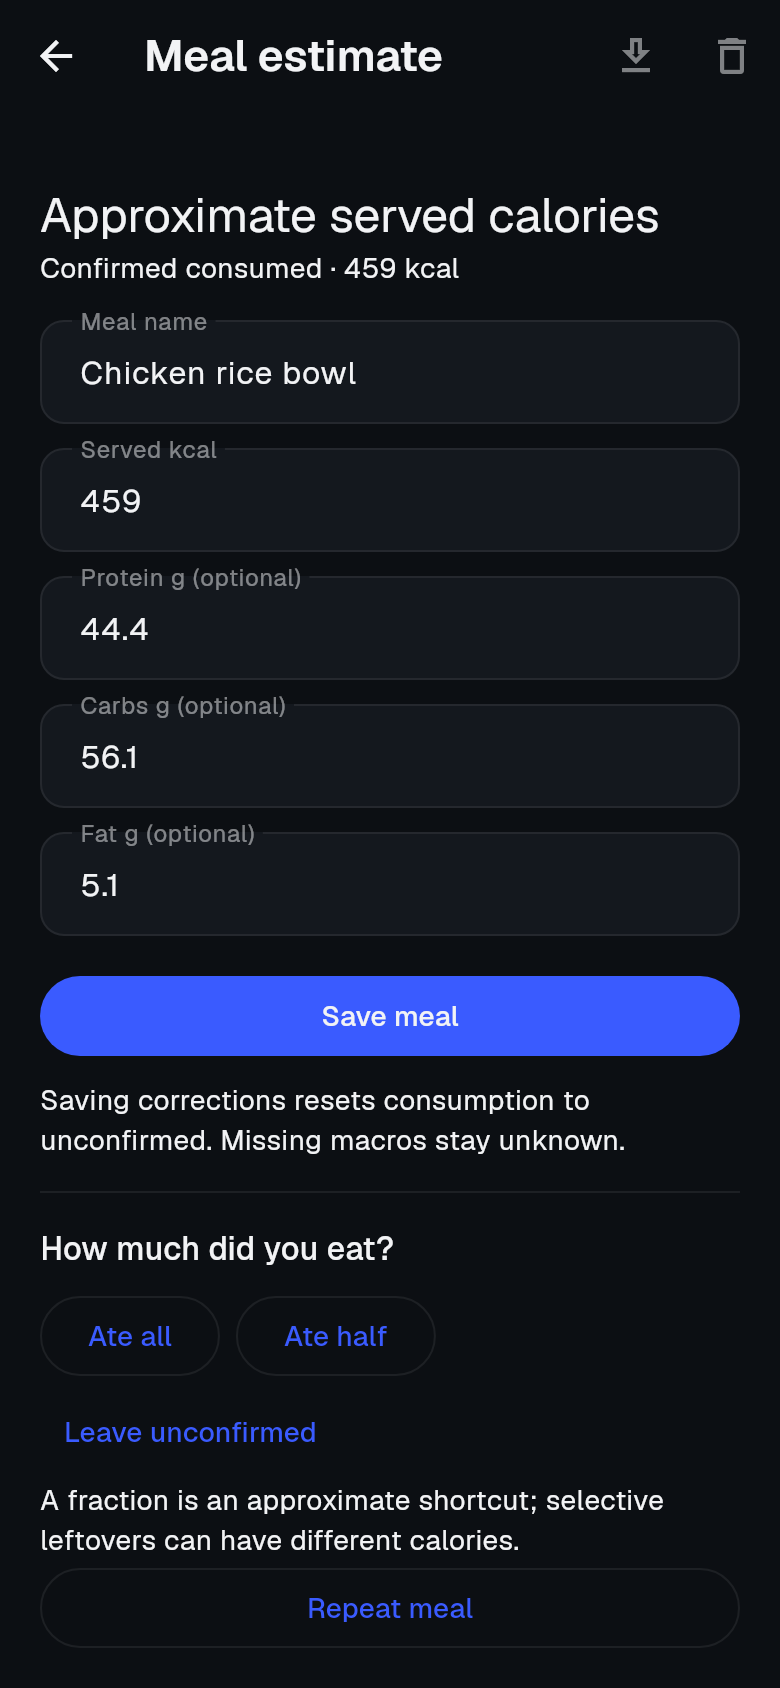 Meal estimate
Approximate served calories
Confirmed consumed · 459 kcal
Meal name
Chicken rice bowl
Served kcal
459
Protein g (optional)
44.4
Carbs g (optional)
56.1
Fat g (optional)
5.1
Save meal
Saving corrections resets consumption to
unconfirmed. Missing macros stay unknown.
How much did you eat?
Ate all
Ate half
Leave unconfirmed
A fraction is an approximate shortcut; selective
leftovers can have different calories.
Repeat meal